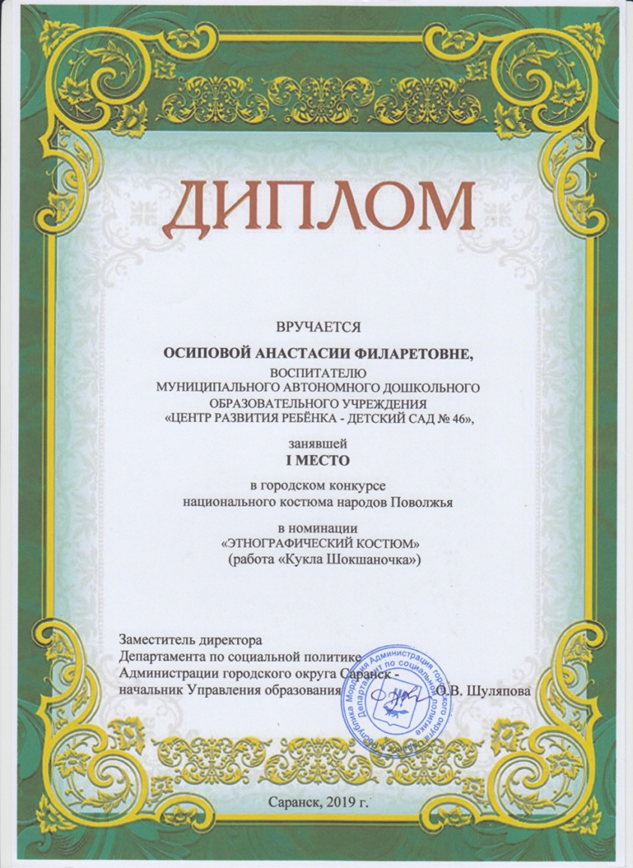 ДИПЛОМ
ВРУЧАЕТСЯ
ОСИПОВОЙ АНАСТАСИИ ФИЛАРЕТОВНЕ,
ВОСПИТАТЕЛЮ
МУНИЦИПАЛЬНОГО АВТОНОМНОГО ДОШКОЛЬНОГО
ОБРАЗОВАТЕЛЬНОГО УЧРЕЖДЕНИЯ
«ЦЕНТР РАЗВИТИЯ РЕБЁНКА - ДЕТСКИЙ САД № 46»,
занявшей
I МЕСТО
в городском конкурсе
национального костюма народов Поволжья
в номинации
«ЭТНОГРАФИЧЕСКИЙ КОСТЮМ»
(работа «Кукла Шокшаночка»)
Заместитель директора
Департамента по социальной политике
Администрации городского округа Саранск -
начальник Управления образования О.В. Шуляпова
Республика Мордовия Администрация городского округа
Департамент по социальной политике
Саранск, 2019 г.